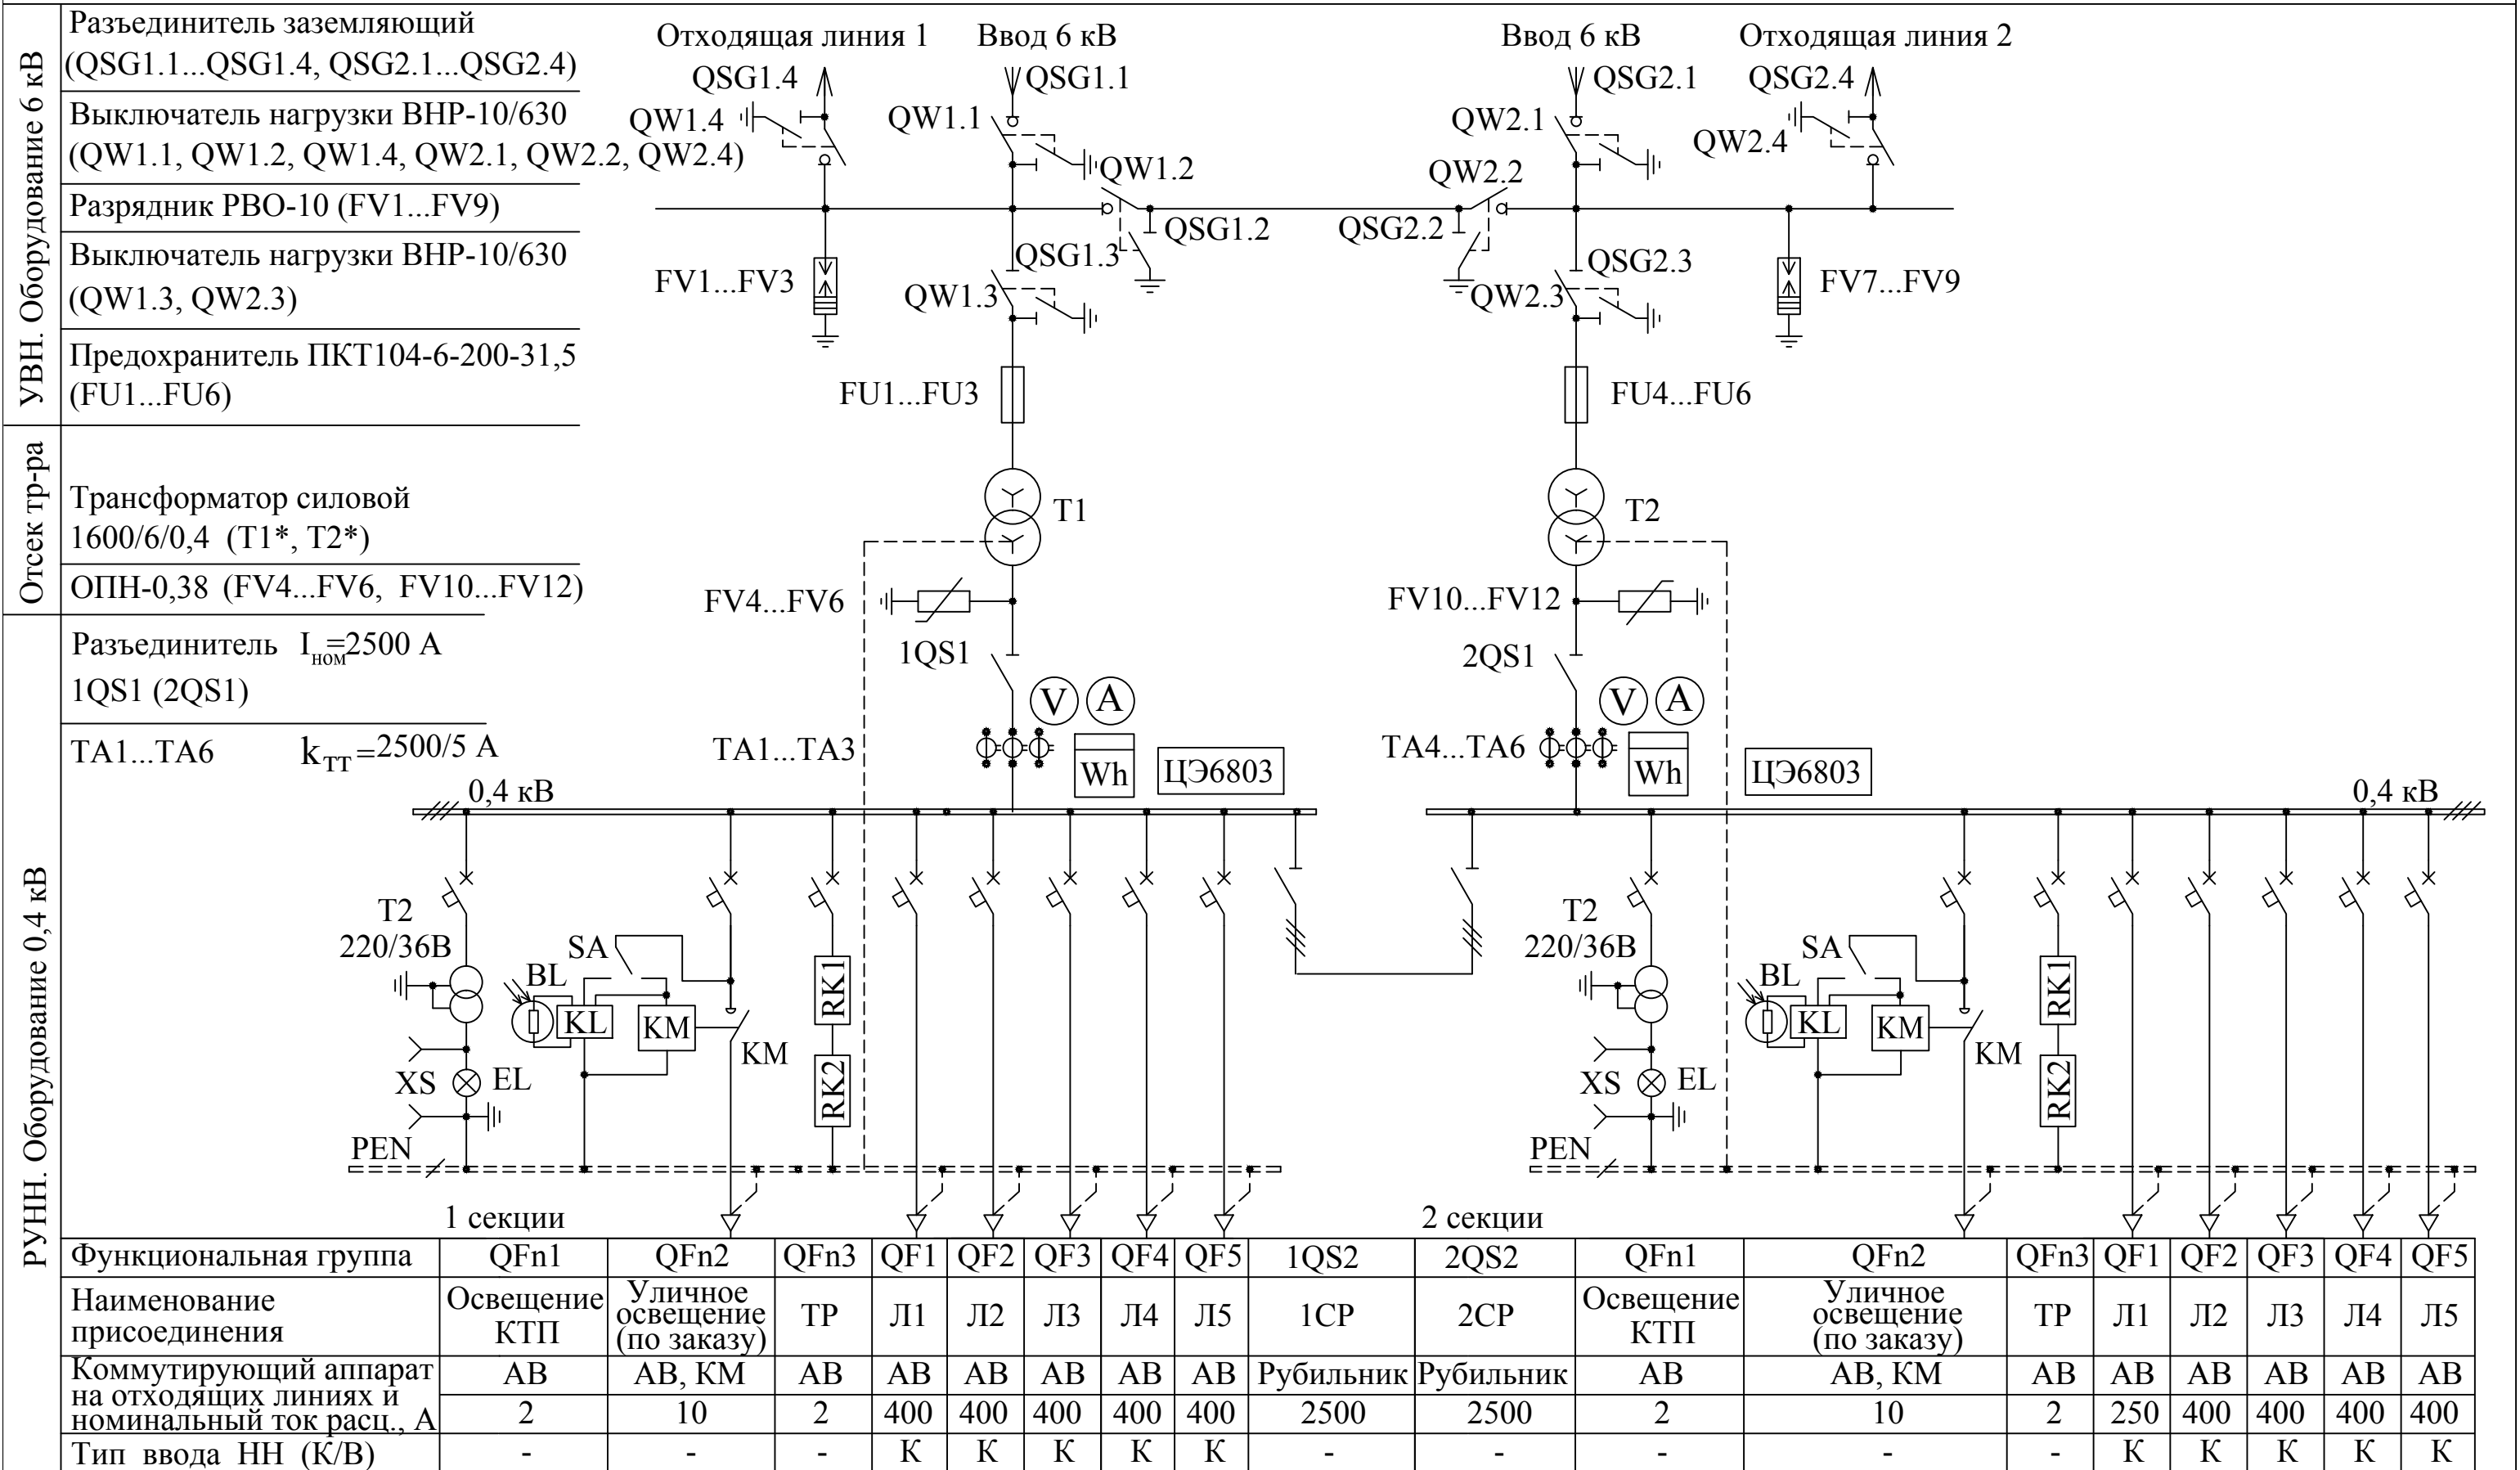 УВН. Оборудование 6 кВ
Разъединитель заземляющий
(QSG1.1...QSG1.4, QSG2.1...QSG2.4)
Выключатель нагрузки ВНР-10/630
(QW1.1, QW1.2, QW1.4, QW2.1, QW2.2, QW2.4)
Разрядник РВО-10 (FV1...FV9)
Выключатель нагрузки ВНР-10/630
(QW1.3, QW2.3)
Предохранитель ПКТ104-6-200-31,5
(FU1...FU6)
Отсек тр-ра
Трансформатор силовой
1600/6/0,4 (Т1*, Т2*)
ОПН-0,38 (FV4...FV6, FV10...FV12)
РУНН. Оборудование 0,4 кВ
Разъединитель Iном=2500 А
1QS1 (2QS1)
ТА1...ТА6 kТТ=2500/5 А
Отходящая линия 1
Ввод 6 кВ
Ввод 6 кВ
Отходящая линия 2
QSG1.4
QSG1.1
QSG2.1
QSG2.4
QW1.4
QW1.1
QW2.1
QW2.4
QW1.2
QW2.2
QSG1.2
QSG2.2
QSG1.3
QSG2.3
FV1...FV3
QW1.3
QW2.3
FV7...FV9
FU1...FU3
FU4...FU6
Т1
Т2
FV4...FV6
FV10...FV12
1QS1
2QS1
V
A
V
A
ТА1...ТА3
Wh
ЦЭ6803
ТА4...ТА6
Wh
ЦЭ6803
0,4 кВ
0,4 кВ
Т2
220/36В
SA
BL
KL
KM
KM
RK1
RK2
XS
EL
PEN
Т2
220/36В
SA
BL
KL
KM
KM
RK1
RK2
XS
EL
PEN
1 секции
2 секции
Функциональная группа QFn1 QFn2 QFn3 QF1 QF2 QF3 QF4 QF5 1QS2 2QS2 QFn1 QFn2 QFn3 QF1 QF2 QF3 QF4 QF5
Наименование присоединения Освещение КТП Уличное освещение (по заказу) ТР Л1 Л2 Л3 Л4 Л5 1СР 2СР Освещение КТП Уличное освещение (по заказу) ТР Л1 Л2 Л3 Л4 Л5
Коммутирующий аппарат АВ АВ, КМ АВ АВ АВ АВ АВ АВ Рубильник Рубильник АВ АВ, КМ АВ АВ АВ АВ АВ АВ
на отходящих линиях и
номинальный ток расц., А 2 10 2 400 400 400 400 400 2500 2500 2 10 2 250 400 400 400 400
Тип ввода НН (К/В) - - - К К К К К - - - - - К К К К К